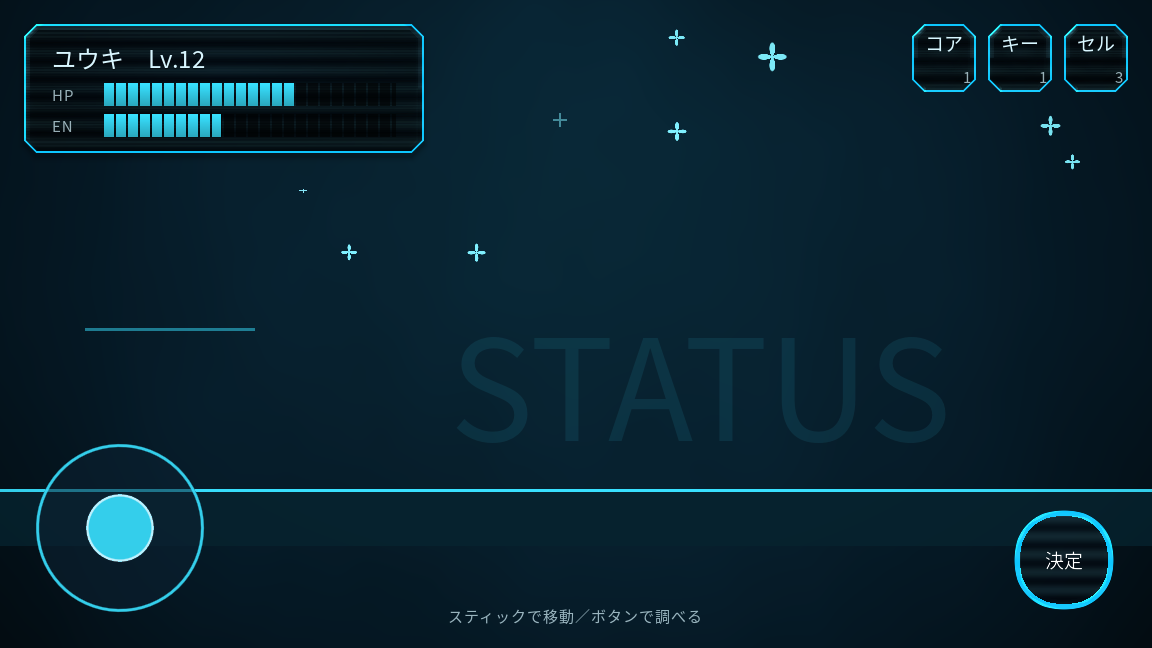 ユウキ Lv.12
HP
EN
コア
1
キー
1
セル
3
STATUS
決定
スティックで移動／ボタンで調べる